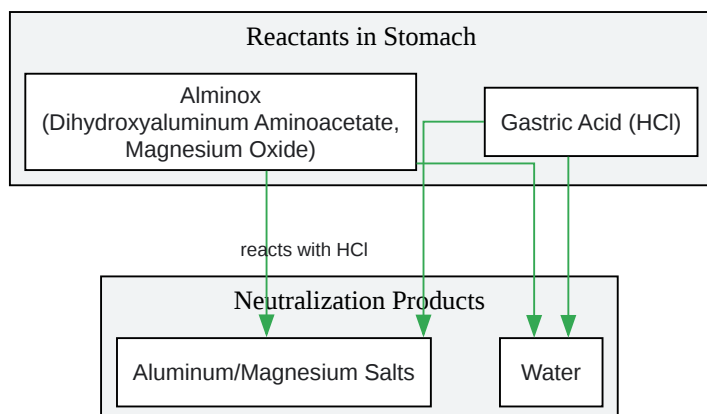 Reactants in Stomach
Alminox
(Dihydroxyaluminum Aminoacetate,
Magnesium Oxide)
Gastric Acid (HCl)
reacts with HCl
Neutralization Products
Aluminum/Magnesium Salts
Water